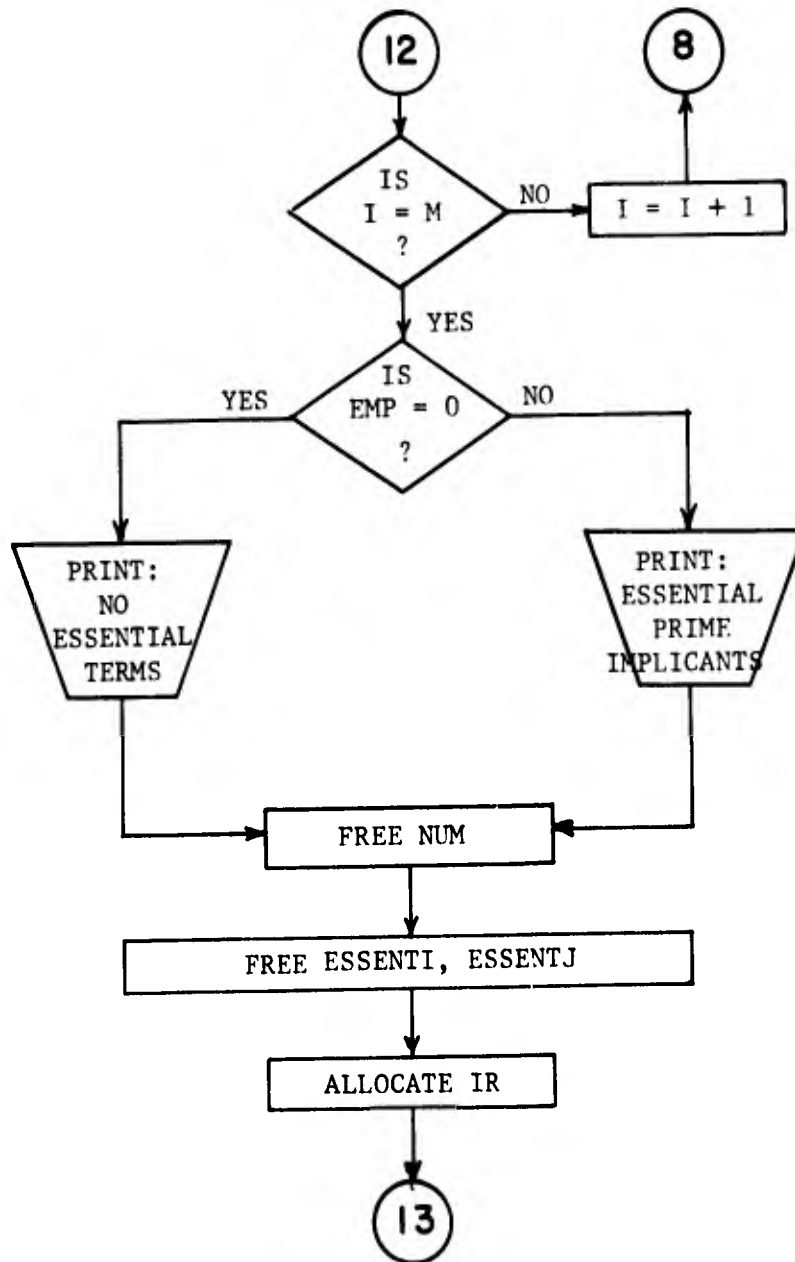 12
8
IS
I = M
?
NO
I = I + 1
YES
IS
EMP = 0
?
YES
NO
PRINT:
NO
ESSENTIAL
TERMS
PRINT:
ESSENTIAL
PRIME
IMPLICANTS
FREE NUM
FREE ESSENTI, ESSENTJ
ALLOCATE IR
13